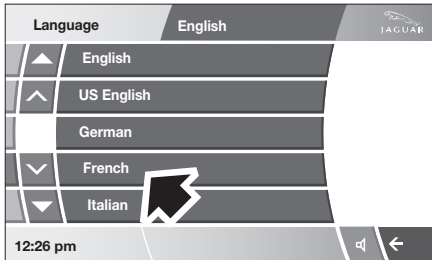 Language English JAGUAR
English
US English
German
French
Italian
12:26 pm